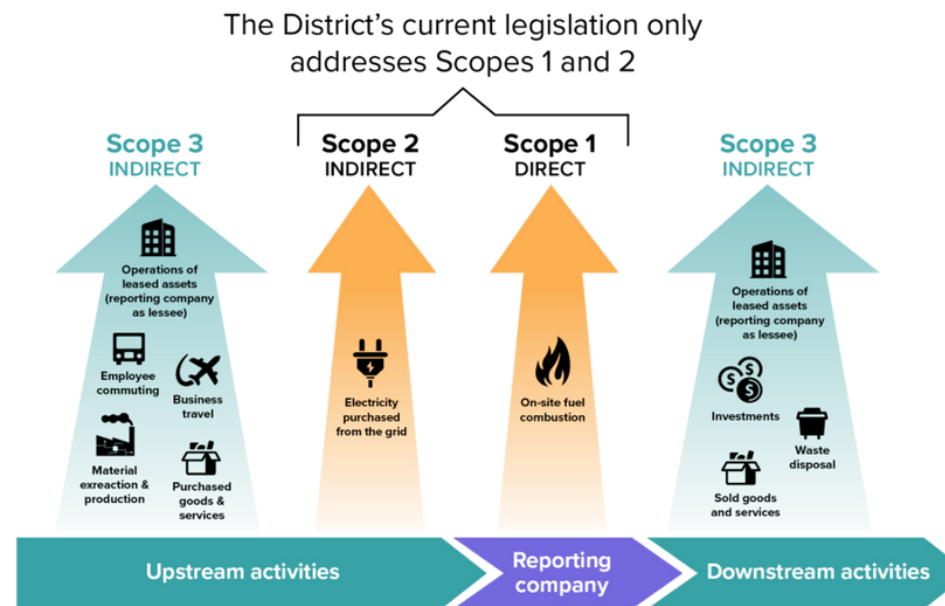 The District's current legislation only
addresses Scopes 1 and 2
Scope 3
INDIRECT
Scope 2
INDIRECT
Scope 1
DIRECT
Scope 3
INDIRECT
Operations of
leased assets
(reporting company
as lessee)
Employee
commuting
Business
travel
Material
exreaction &
production
Purchased
goods &
services
Electricity
purchased
from the grid
On-site fuel
combustion
Operations of
leased assets
(reporting company
as lessee)
Investments
Waste
disposal
Sold goods
and services
Upstream activities
Reporting
company
Downstream activities